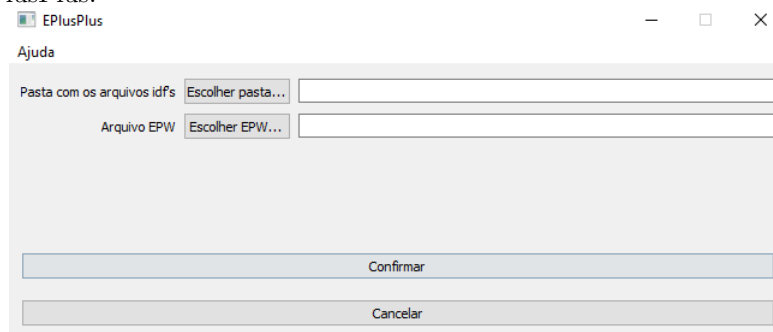 EPlusPlus
Ajuda
Pasta com os arquivos idf's Escolher pasta...
Arquivo EPW Escolher EPW...
Confirmar
Cancelar